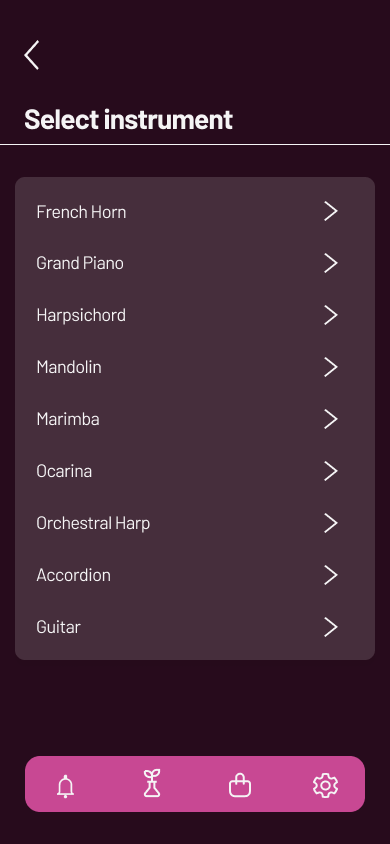 Select instrument
French Horn
Grand Piano
Harpsichord
Mandolin
Marimba
Ocarina
Orchestral Harp
Accordion
Guitar